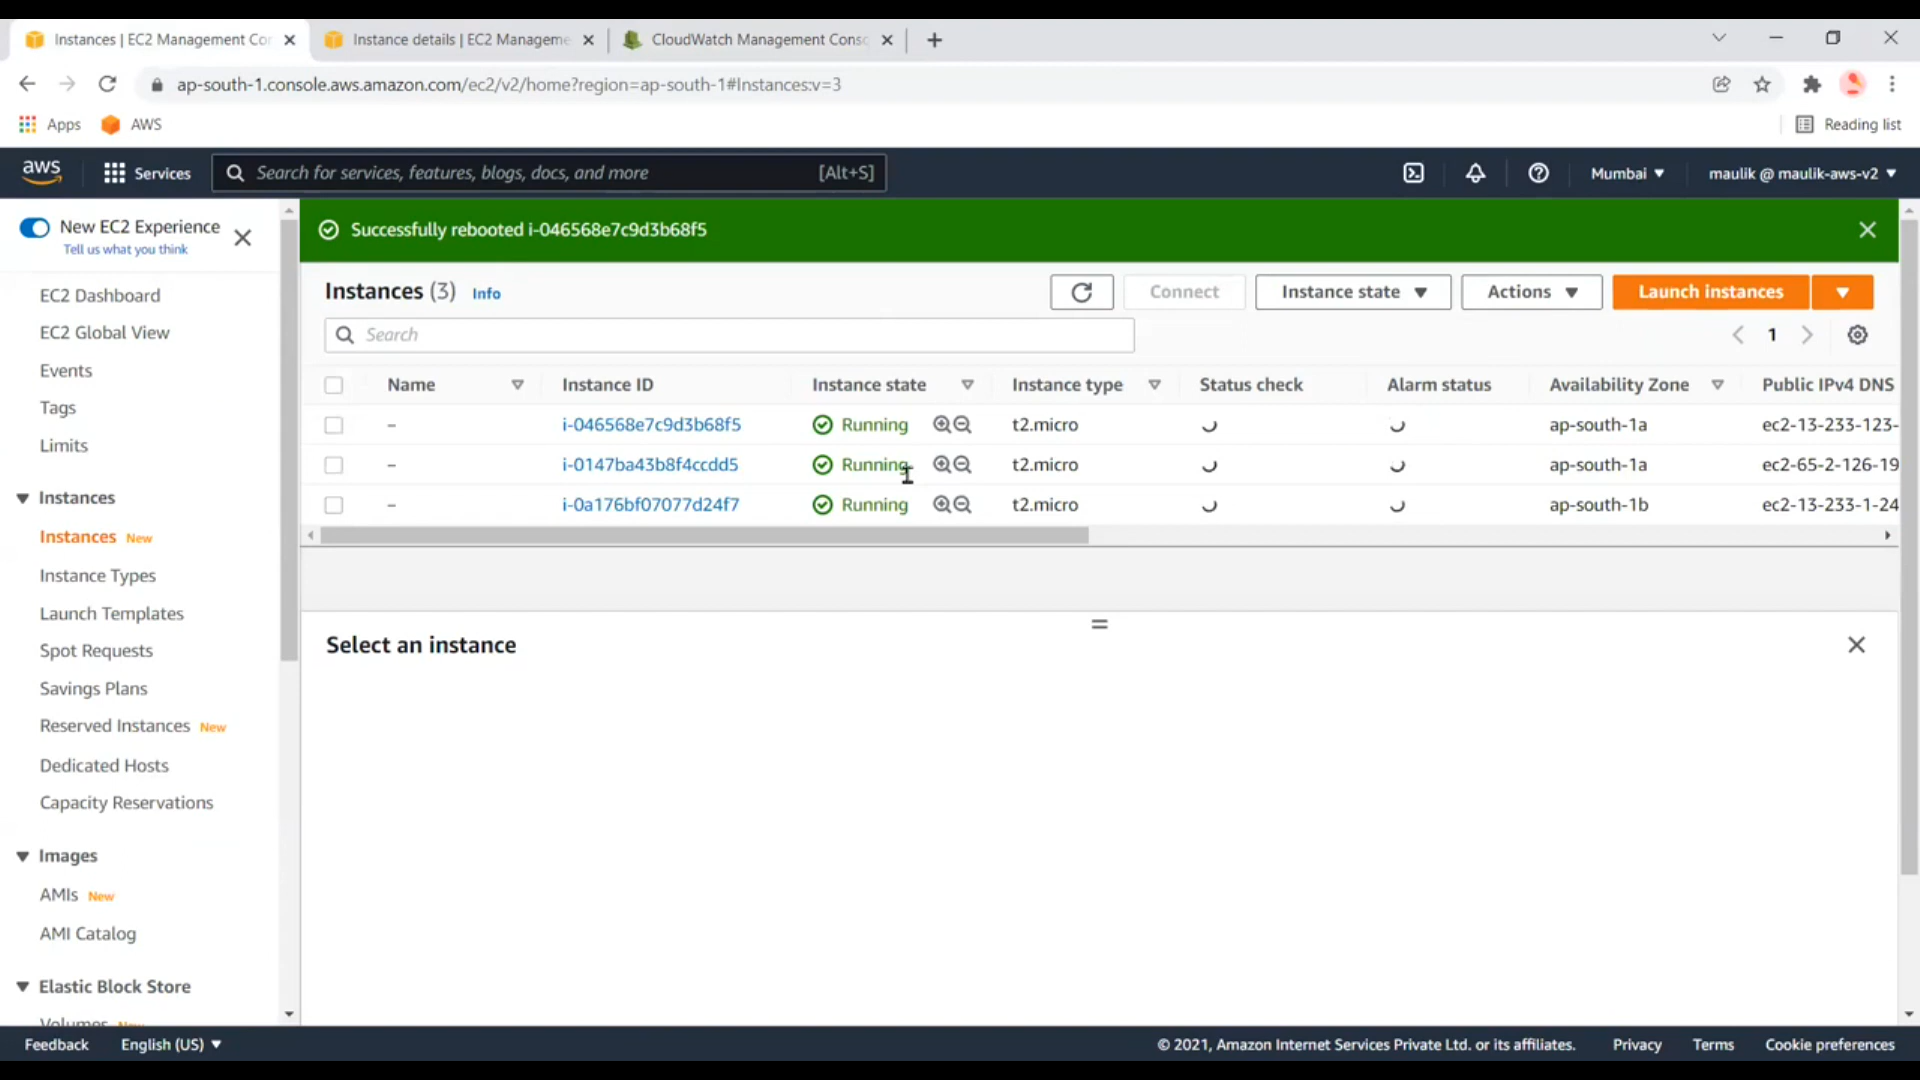 Instances | EC2 Management Co
Instance details | EC2 Manageme
CloudWatch Management Cons
ap-south-1.console.aws.amazon.com/ec2/v2/home?region=ap-south-1#Instances:v=3
Apps
AWS
Reading list
aws
Services
Search for services, features, blogs, docs, and more
[Alt+S]
Mumbai
maulik @ maulik-aws-v2
New EC2 Experience
Tell us what you think
Successfully rebooted i-046568e7c9d3b68f5
EC2 Dashboard
EC2 Global View
Events
Tags
Limits
Instances
Instances New
Instance Types
Launch Templates
Spot Requests
Savings Plans
Reserved Instances New
Dedicated Hosts
Capacity Reservations
Images
AMIs New
AMI Catalog
Elastic Block Store
Volumes New
Instances (3) Info
Connect
Instance state
Actions
Launch instances
Search
1
Name Instance ID Instance state Instance type Status check Alarm status Availability Zone Public IPv4 DNS
– i-046568e7c9d3b68f5 Running t2.micro ap-south-1a ec2-13-233-123-
– i-0147ba43b8f4ccdd5 Running t2.micro ap-south-1a ec2-65-2-126-19
– i-0a176bf07077d24f7 Running t2.micro ap-south-1b ec2-13-233-1-24
Select an instance
Feedback
English (US)
© 2021, Amazon Internet Services Private Ltd. or its affiliates.
Privacy
Terms
Cookie preferences